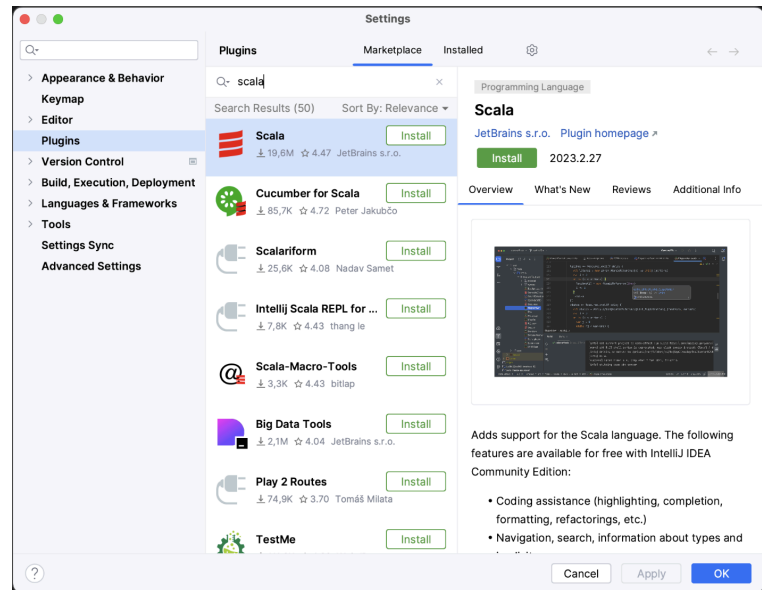 Settings
Plugins
Marketplace
Installed
Appearance & Behavior
Keymap
Editor
Plugins
Version Control
Build, Execution, Deployment
Languages & Frameworks
Tools
Settings Sync
Advanced Settings
scala
Search Results (50) Sort By: Relevance
Scala
Install
19,6M 4.47 JetBrains s.r.o.
Cucumber for Scala
Install
85,7K 4.72 Peter Jakubčo
Scalariform
Install
25,6K 4.08 Nadav Samet
Intellij Scala REPL for ...
Install
7,8K 4.43 thang le
Scala-Macro-Tools
Install
3,3K 4.43 bitlap
Big Data Tools
Install
2,1M 4.04 JetBrains s.r.o.
Play 2 Routes
Install
74,9K 3.70 Tomáš Milata
TestMe
Install
Programming Language
Scala
JetBrains s.r.o. Plugin homepage
Install 2023.2.27
Overview What's New Reviews Additional Info
Adds support for the Scala language. The following
features are available for free with IntelliJ IDEA
Community Edition:
• Coding assistance (highlighting, completion,
formatting, refactorings, etc.)
• Navigation, search, information about types and
?
Cancel
Apply
OK